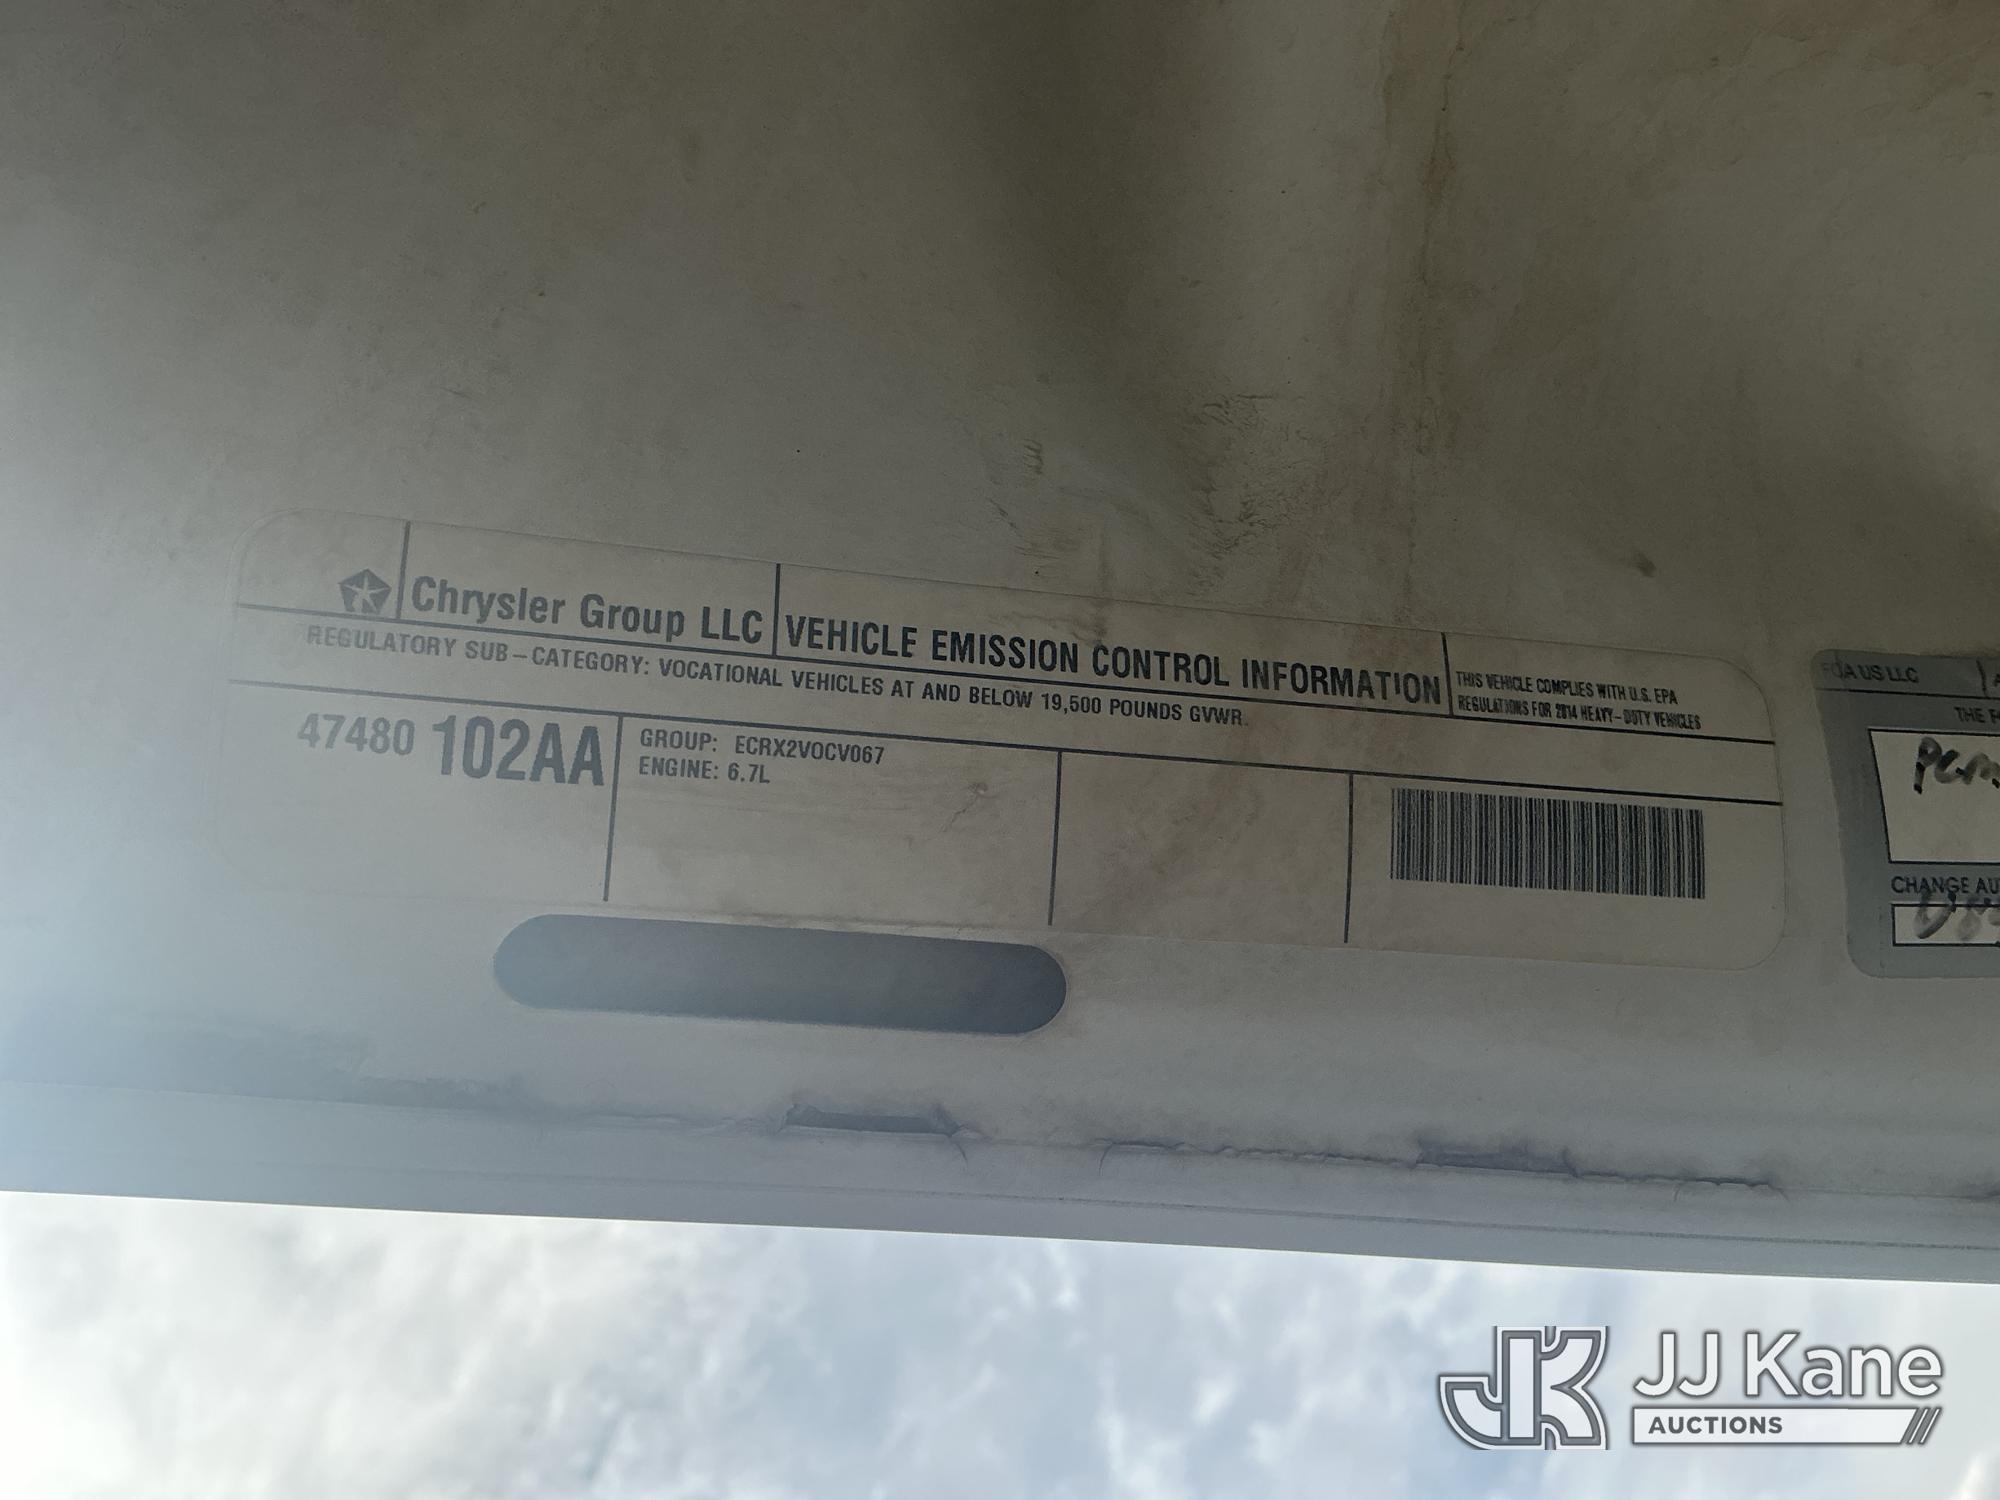 Chrysler Group LLC
VEHICLE EMISSION CONTROL INFORMATION
THIS VEHICLE COMPLIES WITH U.S. EPA
REGULATIONS FOR 2014 HEAVY-DUTY VEHICLES
REGULATORY SUB-CATEGORY: VOCATIONAL VEHICLES AT AND BELOW 19,500 POUNDS GVWR.
47480 102AA
GROUP: ECRX2VOCV067
ENGINE: 6.7L
FCA US LLC
THE
CHANGE AU
JK JJ Kane
AUCTIONS